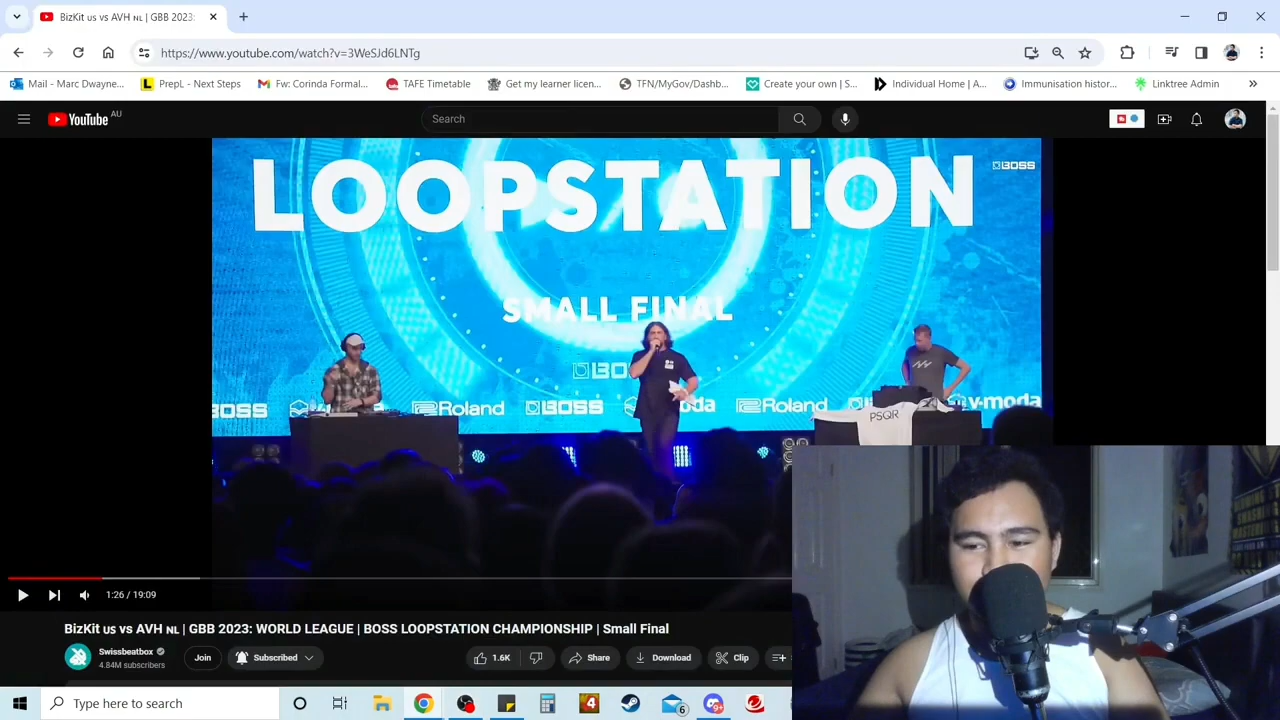 BizKit us vs AVH NL | GBB 2023:
https://www.youtube.com/watch?v=3WeSJd6LNTg
Mail - Marc Dwayne...
PrepL - Next Steps
Fw: Corinda Formal...
TAFE Timetable
Get my learner licen...
TFN/MyGov/Dashb...
Create your own | S...
Individual Home | A...
Immunisation histor...
Linktree Admin
YouTube AU
Search
LOOPSTATION
BOSS
SMALL FINAL
BOSS
Roland
BOSS
Roland
v-moda
PSQR
1:26 / 19:09
BizKit us vs AVH NL | GBB 2023: WORLD LEAGUE | BOSS LOOPSTATION CHAMPIONSHIP | Small Final
Swissbeatbox
4.84M subscribers
Join
Subscribed
1.6K
Share
Download
Clip
Type here to search
4
6
9+